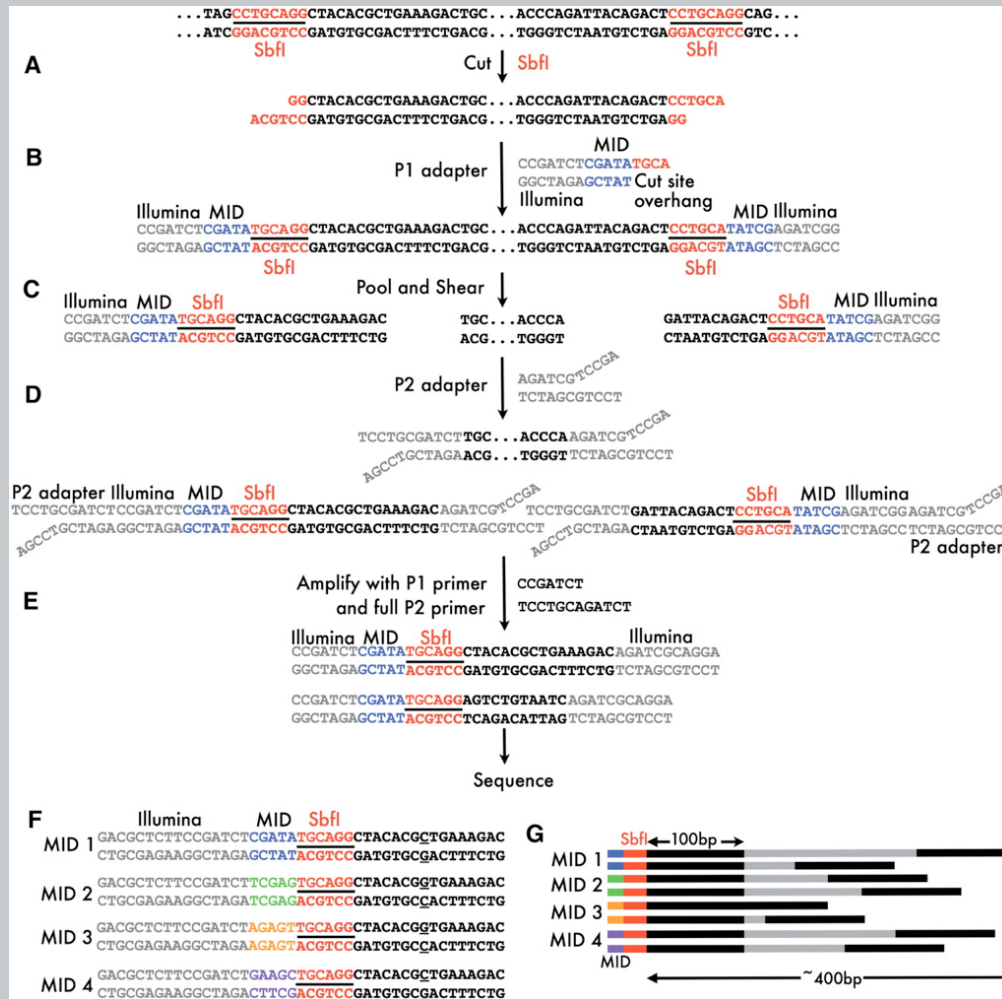 ...TAGCCTGCAGGCTACACGCTGAAAGACTGC...ACCCAGATTACAGACTCCTGCAGGCAG...
...ATCGGACGTCCGATGTGCGACTTTCTGACG...TGGGTCTAATGTCTGAGGACGTCCGTC...
SbfI SbfI
A Cut SbfI
GGCTACACGCTGAAAGACTGC...ACCCAGATTACAGACTCCTGCA
ACGTCCGATGTGCGACTTTCTGACG...TGGGTCTAATGTCTGAGG
B MID
P1 adapter CCGATCTCGATATGCA
GGCTAGAGCTAT Cut site
Illumina overhang
Illumina MID MID Illumina
CCGATCTCGATATGCAGGCTACACGCTGAAAGACTGC...ACCCAGATTACAGACTCCTGCATATCGAGATCGG
GGCTAGAGCTATACGTCCGATGTGCGACTTTCTGACG...TGGGTCTAATGTCTGAGGACGTATAGCTCTAGCC
SbfI SbfI
C Pool and Shear
Illumina MID SbfI SbfI MID Illumina
CCGATCTCGATATGCAGGCTACACGCTGAAAGAC TGC...ACCCA GATTACAGACTCCTGCATATCGAGATCGG
GGCTAGAGCTATACGTCCGATGTGCGACTTTCTG ACG...TGGGT CTAATGTCTGAGGACGTATAGCTCTAGCC
D P2 adapter AGATCGTCCGA
TCTAGCGTCCT
TCCTGCGATCTTGC...ACCCAAGATCGTCCGA
AGCCTGCTAGAACG...TGGGTTCTAGCGTCCT
P2 adapter Illumina MID SbfI SbfI MID Illumina
TCCTGCGATCTCCGATCTCGATATGCAGGCTACACGCTGAAAGACAGATCGTCCGA TCCTGCGATCTGATTACAGACTCCTGCATATCGAGATCGGAGATCGTCCGA
AGCCTGCTAGAGGCTAGAGCTATACGTCCGATGTGCGACTTTCTGTCTAGCGTCCT AGCCTGCTAGACTAATGTCTGAGGACGTATAGCTCTAGCCTCTAGCGTCC
P2 adapter
E Amplify with P1 primer CCGATCT
and full P2 primer TCCTGCAGATCT
Illumina MID SbfI Illumina
CCGATCTCGATATGCAGGCTACACGCTGAAAGACAGATCGCAGGA
GGCTAGAGCTATACGTCCGATGTGCGACTTTCTGTCTAGCGTCCT
CCGATCTCGATATGCAGGAGTCTGTAATCAGATCGCAGGA
GGCTAGAGCTATACGTCCTCAGACATTAGTCTAGCGTCCT
Sequence
F Illumina MID SbfI
MID 1 GACGCTCTTCCGATCTCGATATGCAGGCTACACGCTGAAAGAC
CTGCGAGAAGGCTAGAGCTATACGTCCGATGTGCGACTTTCTG
MID 2 GACGCTCTTCCGATCTTCGAGTGCAGGCTACACGGTGAAAGAC
CTGCGAGAAGGCTAGATCGAGACGTCCGATGTGCCACTTTCTG
MID 3 GACGCTCTTCCGATCTAGAGTTGCAGGCTACACGGTGAAAGAC
CTGCGAGAAGGCTAGAAGAGTACGTCCGATGTGCCACTTTCTG
MID 4 GACGCTCTTCCGATCTGAAGCTGCAGGCTACACGCTGAAAGAC
CTGCGAGAAGGCTAGACTTCGACGTCCGATGTGCGACTTTCTG
G SbfI 100bp
MID 1
MID 2
MID 3
MID 4
MID
~400bp